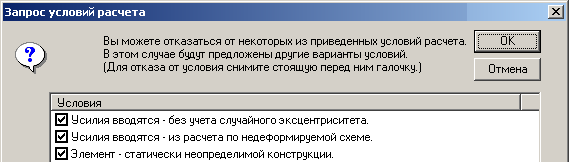 Запрос условий расчета
Вы можете отказаться от некоторых из приведенных условий расчета.
В этом случае будут предложены другие варианты условий.
(Для отказа от условия снимите стоящую перед ним галочку.)
OK
Отмена
Условия
Усилия вводятся - без учета случайного эксцентриситета.
Усилия вводятся - из расчета по недеформируемой схеме.
Элемент - статически неопределимой конструкции.